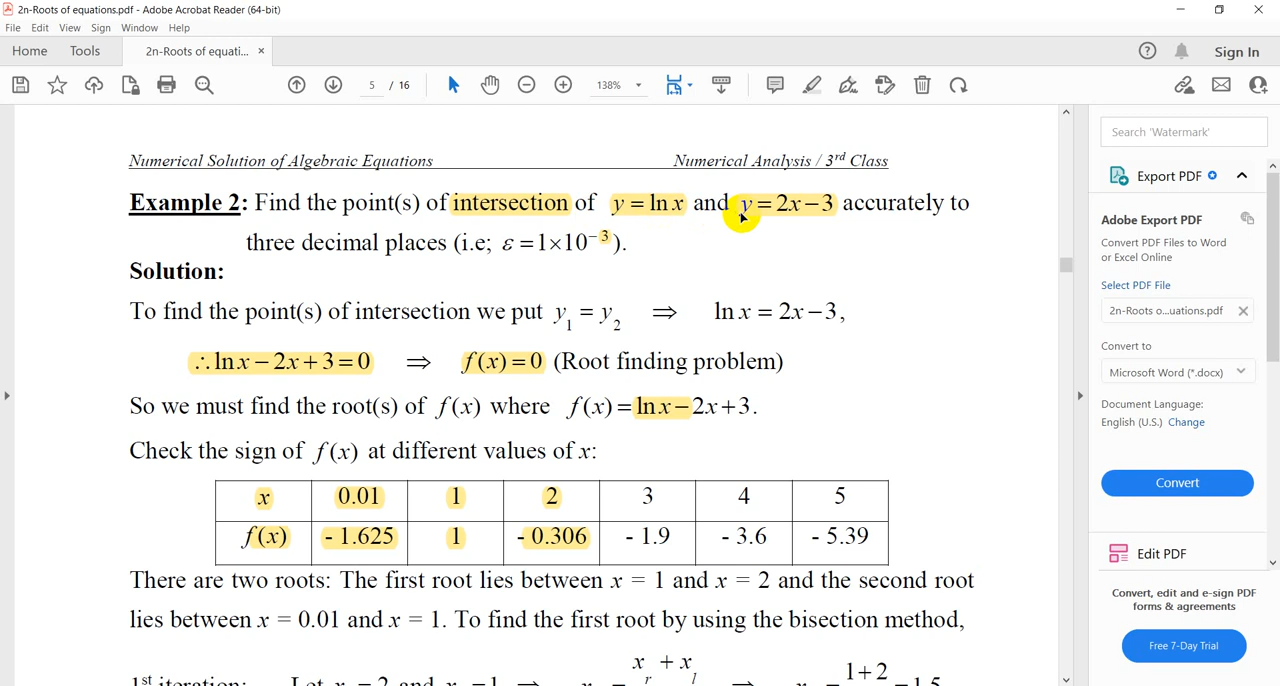 2n-Roots of equations.pdf - Adobe Acrobat Reader (64-bit)
File Edit View Sign Window Help
Home Tools 2n-Roots of equati... × Sign In
5 / 16 138%
Numerical Solution of Algebraic Equations Numerical Analysis / 3rd Class
Example 2: Find the point(s) of intersection of y = ln x and y = 2x − 3 accurately to
three decimal places (i.e; ε = 1×10⁻³).
Solution:
To find the point(s) of intersection we put y₁ = y₂ ⇒ ln x = 2x − 3,
∴ ln x − 2x + 3 = 0 ⇒ f(x) = 0 (Root finding problem)
So we must find the root(s) of f(x) where f(x) = ln x − 2x + 3.
Check the sign of f(x) at different values of x:
x 0.01 1 2 3 4 5
f(x) - 1.625 1 - 0.306 - 1.9 - 3.6 - 5.39
There are two roots: The first root lies between x = 1 and x = 2 and the second root
lies between x = 0.01 and x = 1. To find the first root by using the bisection method,
x_r + x_l 1+2
= 1.5
Search 'Watermark'
Export PDF
Adobe Export PDF
Convert PDF Files to Word
or Excel Online
Select PDF File
2n-Roots o...uations.pdf
Convert to
Microsoft Word (*.docx)
Document Language:
English (U.S.) Change
Convert
Edit PDF
Convert, edit and e-sign PDF
forms & agreements
Free 7-Day Trial